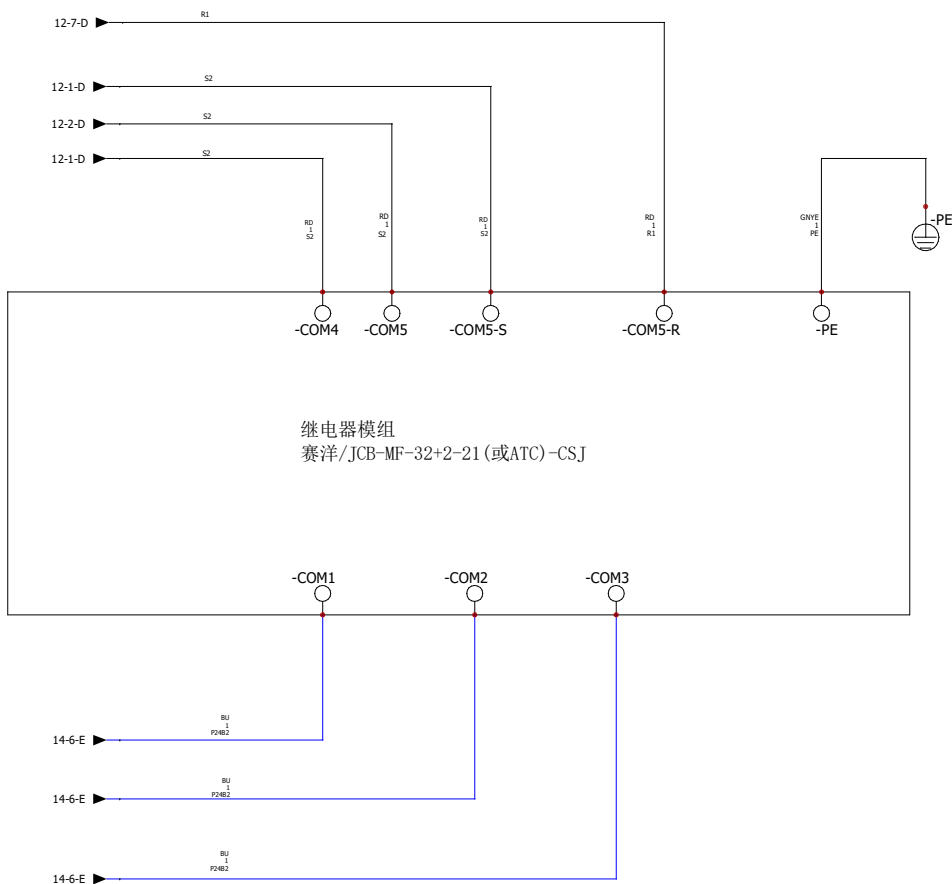 12-7-D
R1
12-1-D
S2
12-2-D
S2
12-1-D
S2
RD
1
S2
RD
1
S2
RD
1
S2
RD
1
R1
GNYE
1
PE
-PE
-COM4
-COM5
-COM5-S
-COM5-R
-PE
继电器模组
赛洋/JCB-MF-32+2-21(或ATC)-CSJ
-COM1
-COM2
-COM3
14-6-E
BU
1
P24B2
14-6-E
BU
1
P24B2
14-6-E
BU
1
P24B2